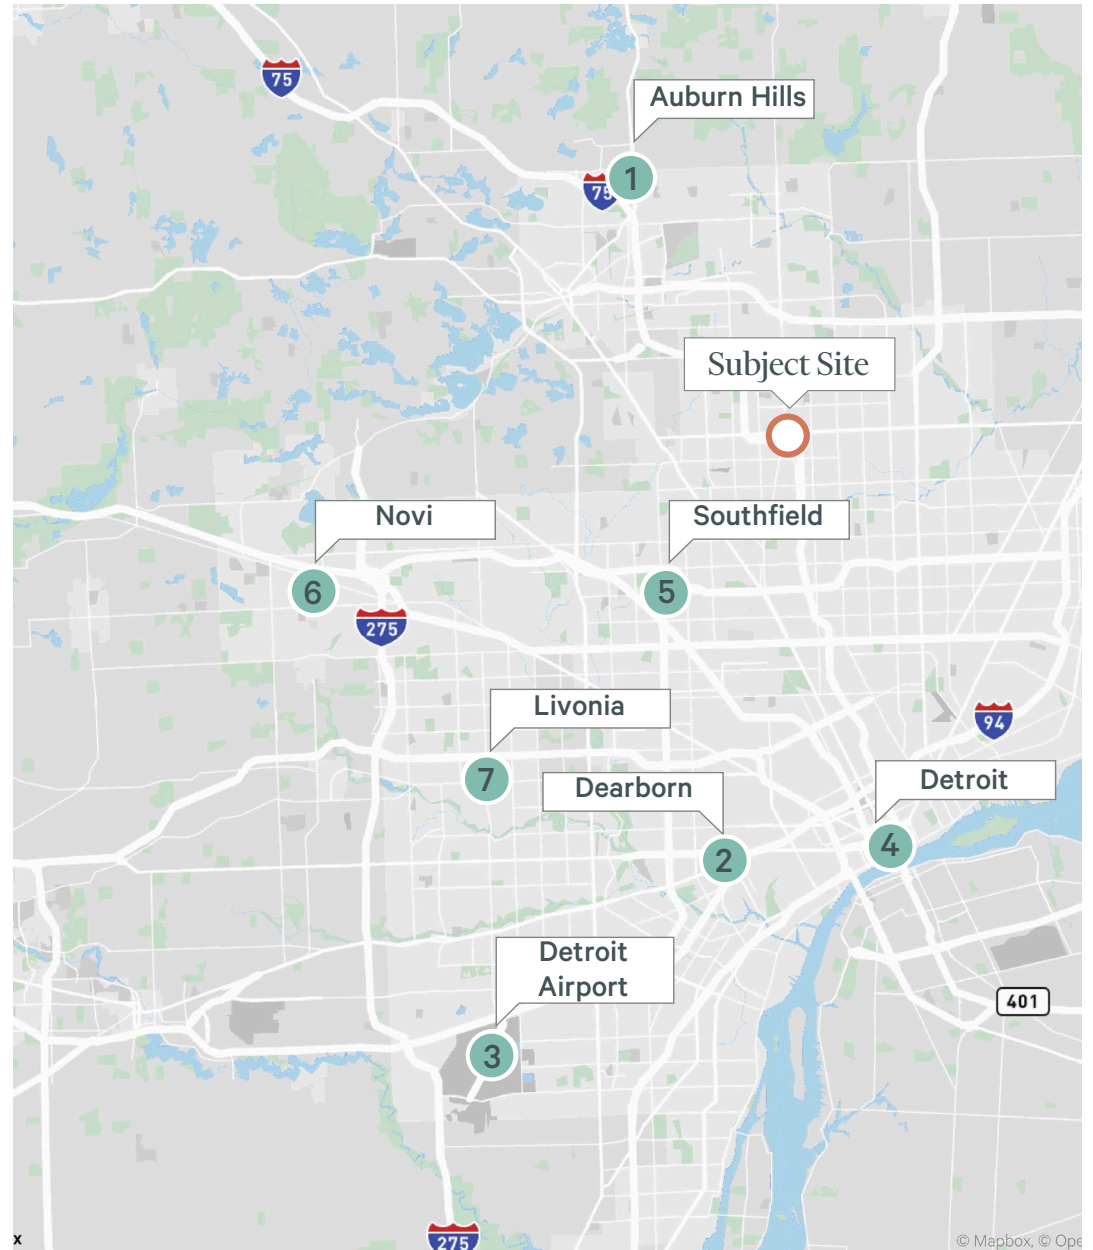 75
Auburn Hills
75
1
Subject Site
Novi
Southfield
6
5
275
Livonia
94
7
Dearborn
Detroit
2
4
Detroit
Airport
401
3
275
x
© Mapbox, © Ope